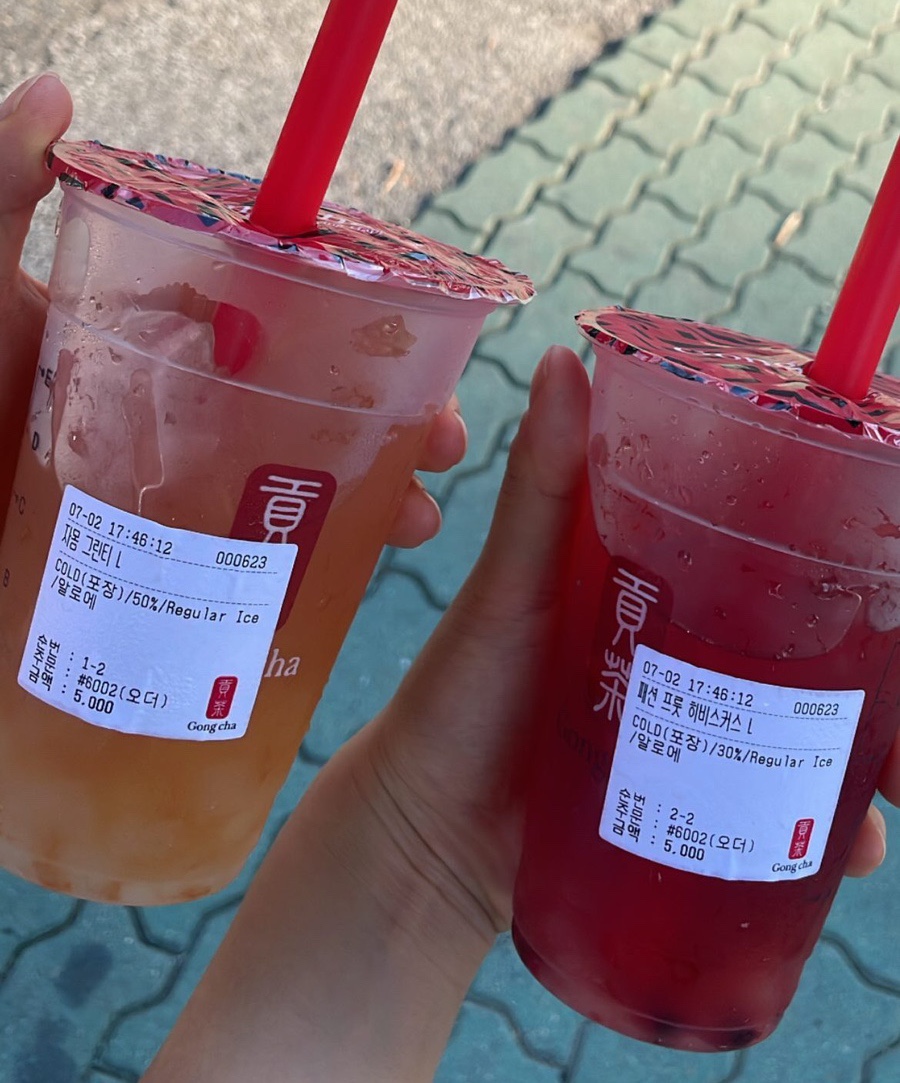 貢
ha
07-02 17:46:12 000623
자몽 그린티 L
COLD(포장)/50%/Regular Ice
/알로에
순번 : 1-2
주문 : #6002(오더)
금액 : 5,000
貢茶
Gong cha
貢茶
07-02 17:46:12 000623
패션 프룻 히비스커스 L
COLD(포장)/30%/Regular Ice
/알로에
순번 : 2-2
주문 : #6002(오더)
금액 : 5,000
貢茶
Gong cha